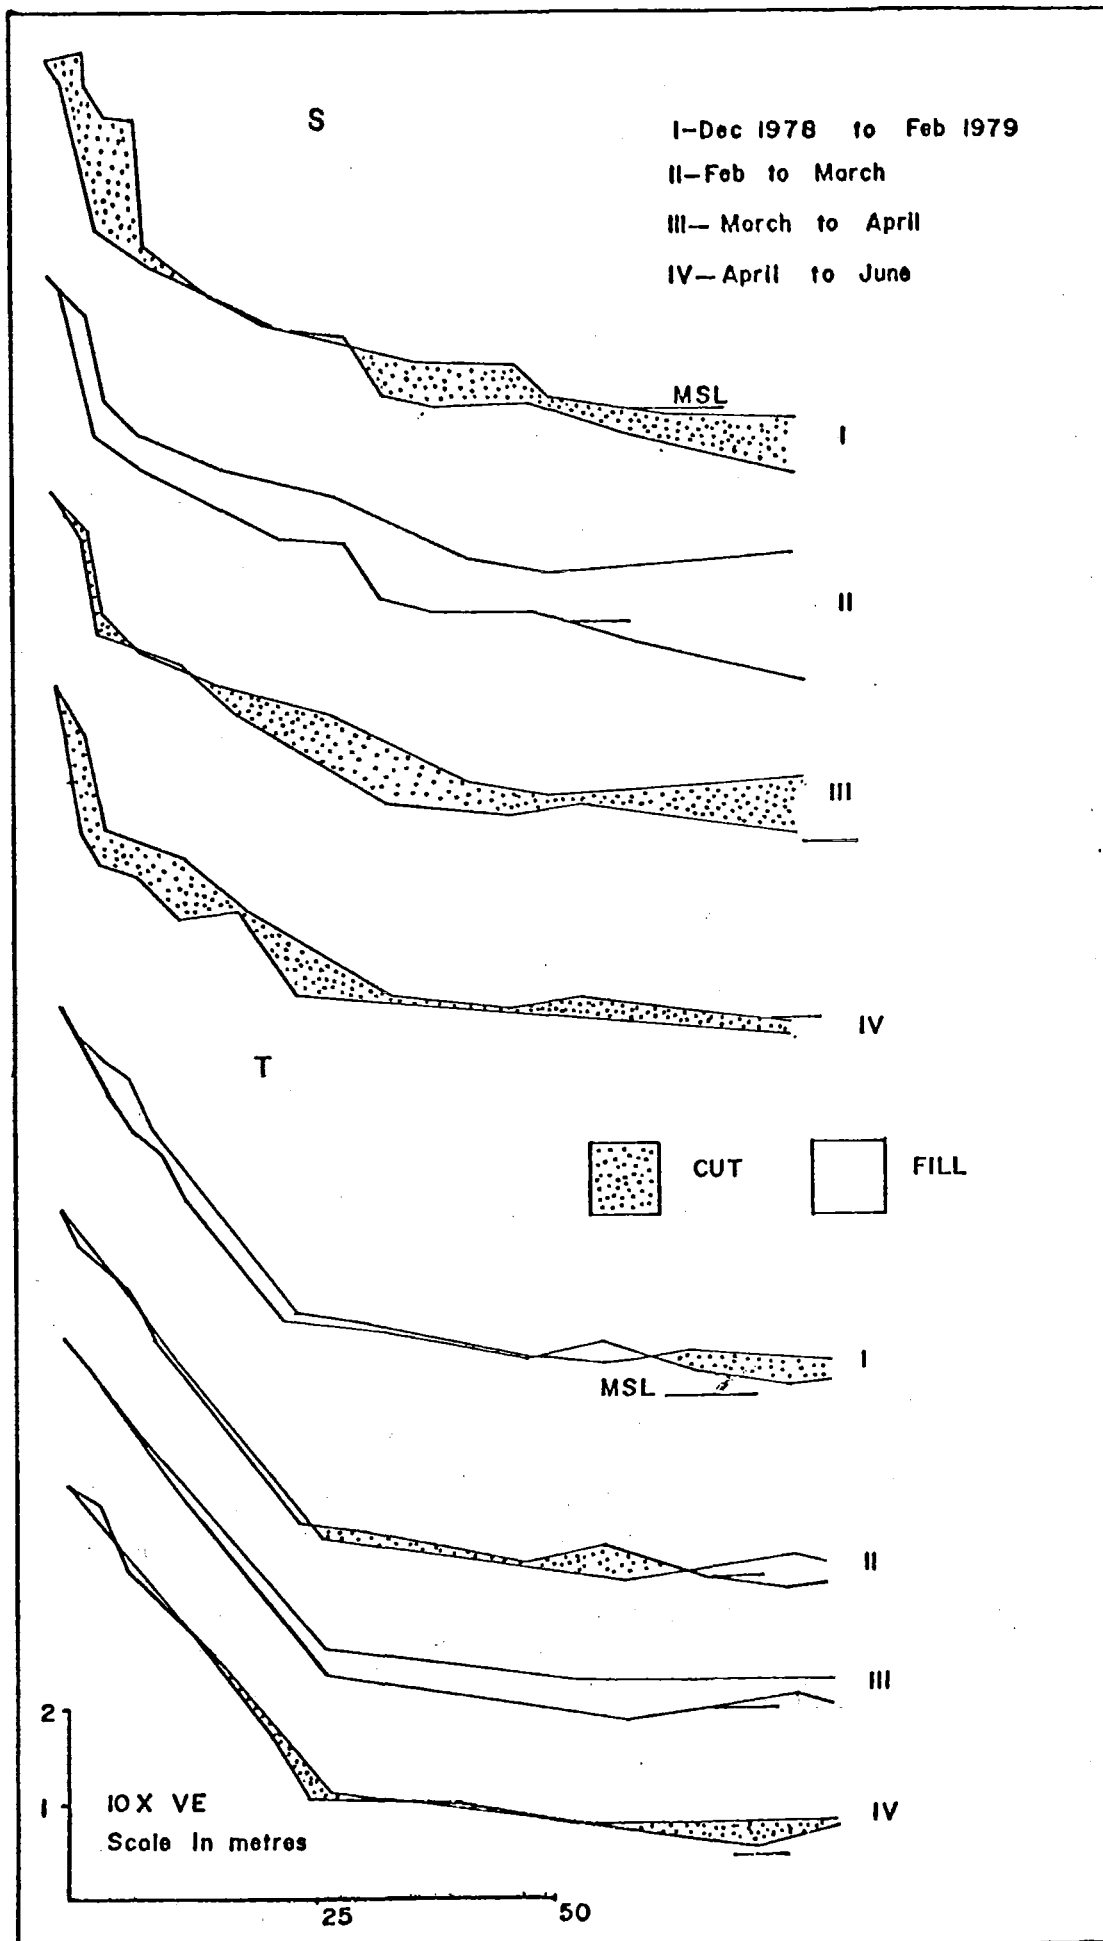 S
I-Dec 1978 to Feb 1979
II-Feb to March
III- March to April
IV-April to June
MSL
I
II
III
IV
T
CUT
FILL
I
MSL
II
III
2
1
10X VE
Scale In metres
IV
25
50